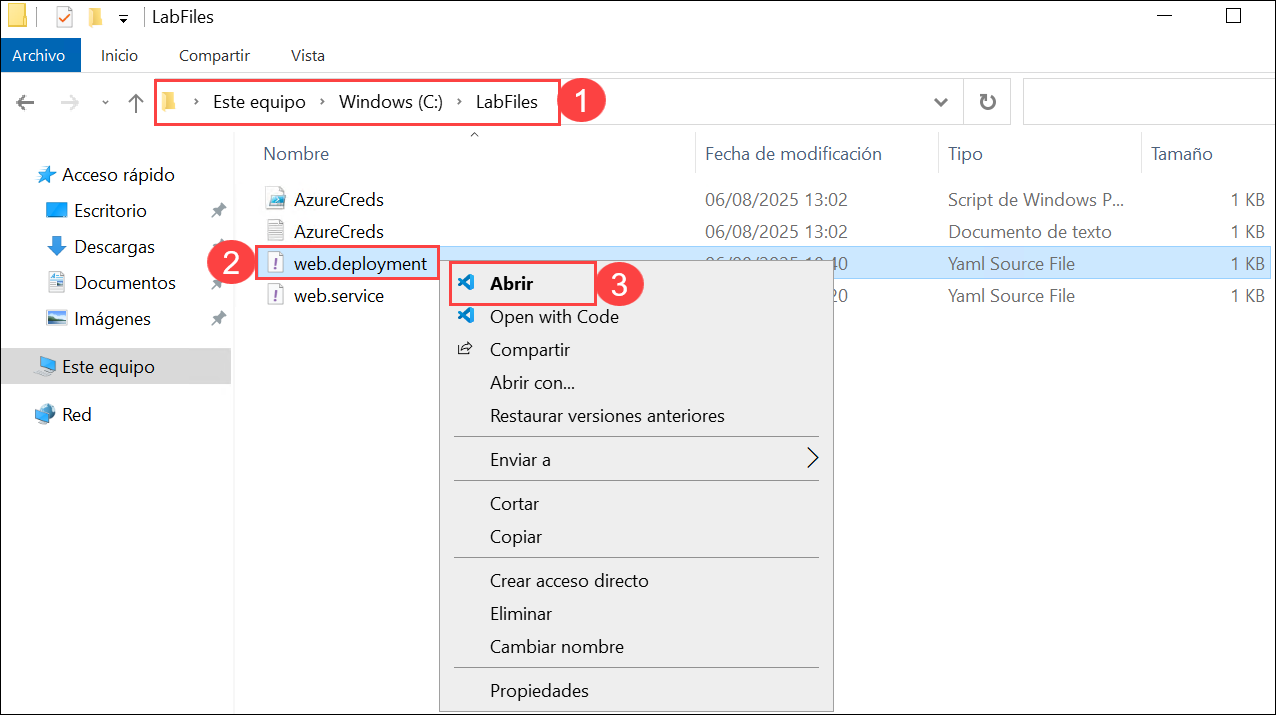 LabFiles
Archivo Inicio Compartir Vista
Este equipo Windows (C:) LabFiles 1
Nombre Fecha de modificación Tipo Tamaño
Acceso rápido
Escritorio
Descargas
Documentos
Imágenes
Este equipo
Red
AzureCreds 06/08/2025 13:02 Script de Windows P... 1 KB
AzureCreds 06/08/2025 13:02 Documento de texto 1 KB
2 web.deployment 40 Yaml Source File 1 KB
web.service 20 Yaml Source File 1 KB
Abrir 3
Open with Code
Compartir
Abrir con...
Restaurar versiones anteriores
Enviar a
Cortar
Copiar
Crear acceso directo
Eliminar
Cambiar nombre
Propiedades